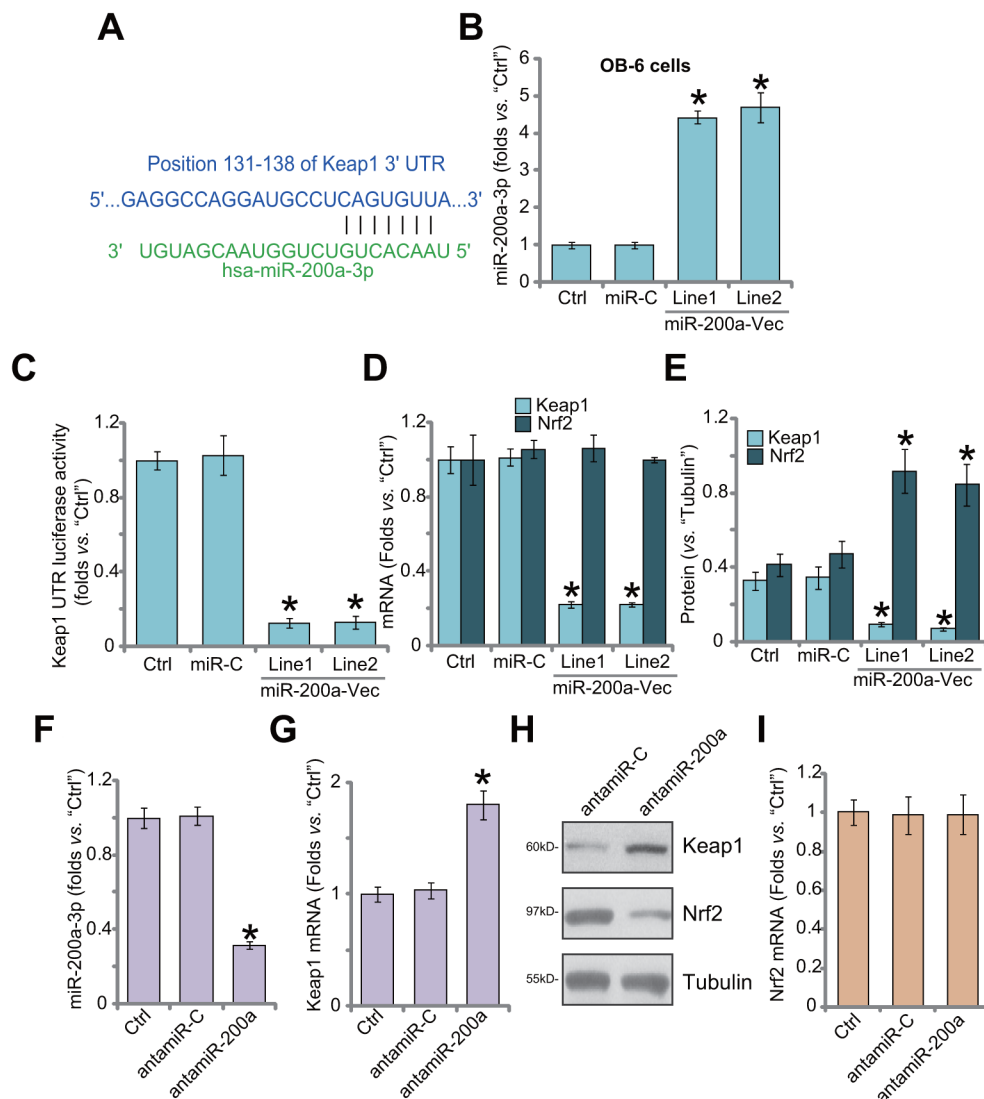 A
Position 131-138 of Keap1 3' UTR
5'...GAGGCCAGGAUGCCUCAGUGUUA...3'
3' UGUAGCAAUGGUCUGUCACAAU 5'
hsa-miR-200a-3p
B
OB-6 cells
miR-200a-3p (folds vs. “Ctrl”)
6
5
4
3
2
1
0
*
*
Ctrl
miR-C
Line1
Line2
miR-200a-Vec
C
Keap1 UTR luciferase activity
(folds vs. “Ctrl”)
1.2
0.8
0.4
0
*
*
Ctrl
miR-C
Line1
Line2
miR-200a-Vec
D
Keap1
Nrf2
mRNA (Folds vs. “Ctrl”)
1.2
0.8
0.4
0
*
*
Ctrl
miR-C
Line1
Line2
miR-200a-Vec
E
Keap1
Nrf2
Protein (vs. “Tubulin”)
1.2
0.8
0.4
0
*
*
*
*
Ctrl
miR-C
Line1
Line2
miR-200a-Vec
F
miR-200a-3p (folds vs. “Ctrl”)
1.2
0.8
0.4
0
*
Ctrl
antamiR-C
antamiR-200a
G
Keap1 mRNA (Folds vs. “Ctrl”)
2
1
0
*
Ctrl
antamiR-C
antamiR-200a
H
antamiR-C
antamiR-200a
60kD-
Keap1
97kD-
Nrf2
55kD-
Tubulin
I
Nrf2 mRNA (Folds vs. “Ctrl”)
1.2
1
0.8
0.6
0.4
0.2
0
Ctrl
antamiR-C
antamiR-200a